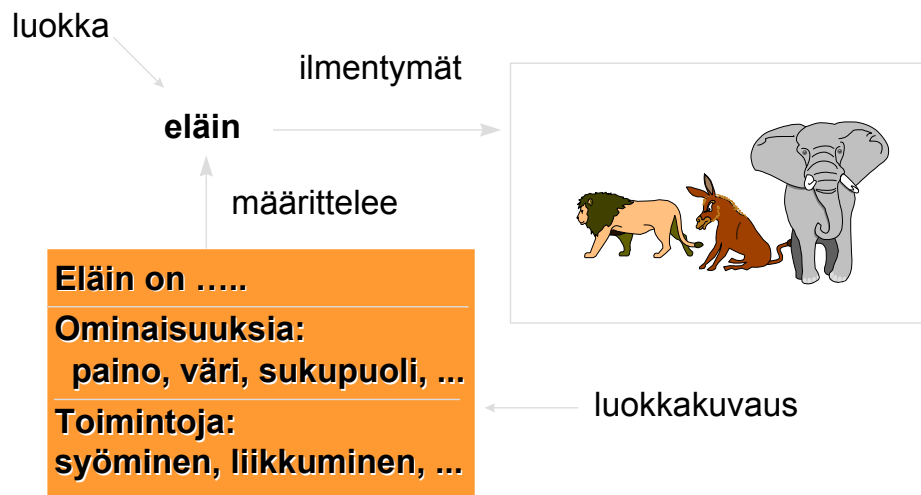 luokka
ilmentymät
eläin
määrittelee
Eläin on …..
Ominaisuuksia:
paino, väri, sukupuoli, ...
luokkakuvaus
Toimintoja:
syöminen, liikkuminen, ...